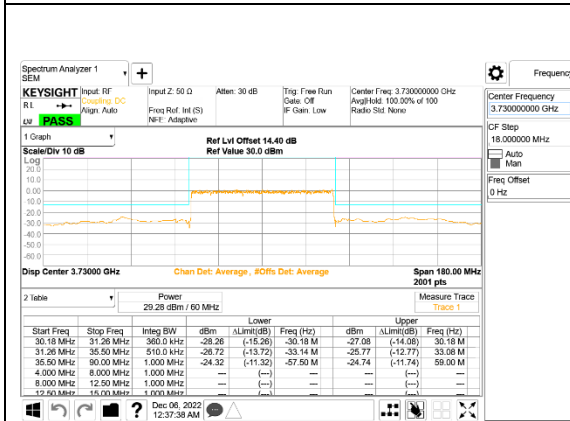 Spectrum Analyzer 1
SEM
Frequency
KEYSIGHT Input: RF Input Z: 50 Ω Atten: 30 dB Trig: Free Run Center Freq: 3.730000000 GHz
Coupling: DC Gate: Off Avg|Hold: 100.00% of 100
R L Align: Auto Freq Ref: Int (S) IF Gain: Low Radio Std: None
NFE: Adaptive
PASS
Center Frequency
3.730000000 GHz
CF Step
18.000000 MHz
Auto
Man
Freq Offset
0 Hz
1 Graph
Scale/Div 10 dB
Ref Lvl Offset 14.40 dB
Ref Value 30.0 dBm
Log
20.0
10.0
0.00
-10.0
-20.0
-30.0
-40.0
-50.0
-60.0
Disp Center 3.73000 GHz Chan Det: Average , #Offs Det: Average Span 180.00 MHz
2001 pts
2 Table Power Measure Trace
29.28 dBm / 60 MHz Trace 1
Lower Upper
Start Freq Stop Freq Integ BW dBm ΔLimit(dB) Freq (Hz) dBm ΔLimit(dB) Freq (Hz)
30.18 MHz 31.26 MHz 360.0 kHz -28.26 (-15.26) -30.18 M -27.08 (-14.08) 30.18 M
31.26 MHz 35.50 MHz 510.0 kHz -26.72 (-13.72) -33.14 M -25.77 (-12.77) 33.08 M
35.50 MHz 90.00 MHz 1.000 MHz -24.32 (-11.32) -57.50 M -24.74 (-11.74) 59.00 M
4.000 MHz 8.000 MHz 1.000 MHz --- (---) --- (---)
8.000 MHz 12.50 MHz 1.000 MHz --- (---) --- (---)
12.50 MHz 15.00 MHz 1.000 MHz --- (---) --- (---)
Dec 06, 2022
12:37:38 AM